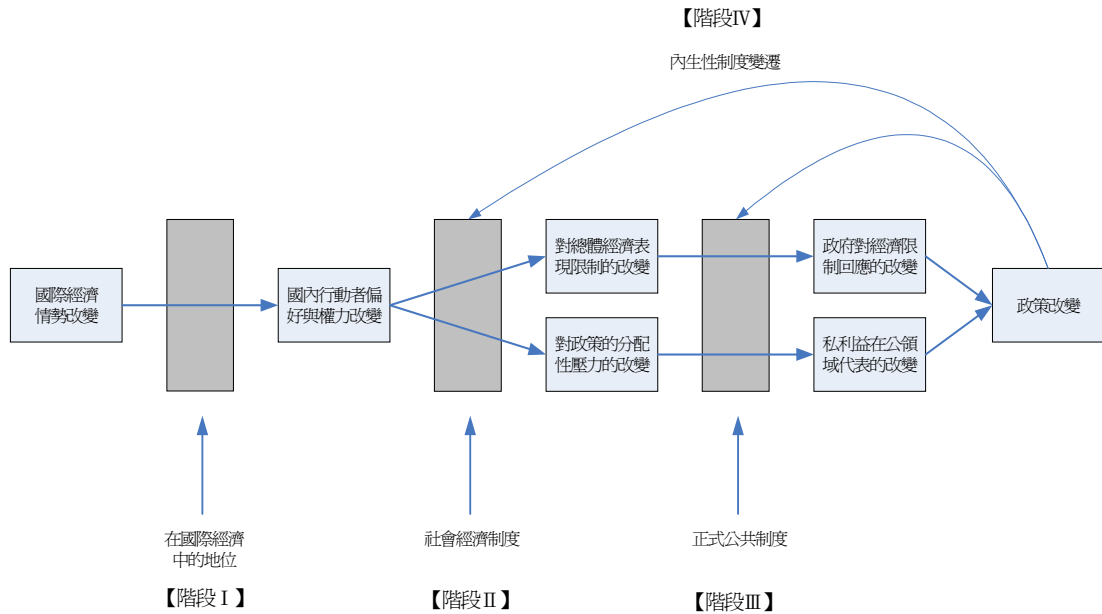 【階段Ⅳ】
內生性制度變遷
國際經濟
情勢改變
國內行動者偏
好與權力改變
對總體經濟表
現限制的改變
對政策的分配
性壓力的改變
政府對經濟限
制回應的改變
私利益在公領
域代表的改變
政策改變
在國際經濟
中的地位
【階段Ⅰ】
社會經濟制度
【階段Ⅱ】
正式公共制度
【階段Ⅲ】